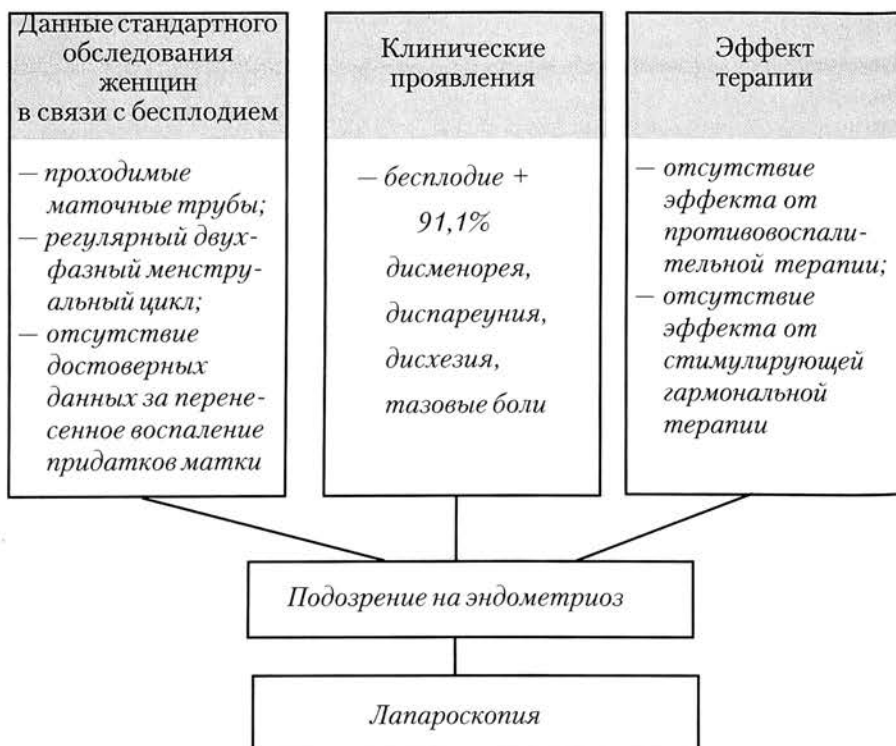 Данные стандартного
обследования
женщин
в связи с бесплодием
— проходимые
маточные трубы;
— регулярный двух-
фазный менстру-
альный цикл;
— отсутствие
достоверных
данных за перене-
сенное воспаление
придатков матки
Клинические
проявления
— бесплодие +
91,1%
дисменорея,
диспареуния,
дисхезия,
тазовые боли
Эффект
терапии
— отсутствие
эффекта от
противовоспали-
тельной терапии;
— отсутствие
эффекта от
стимулирующей
гармональной
терапии
Подозрение на эндометриоз
Лапароскопия